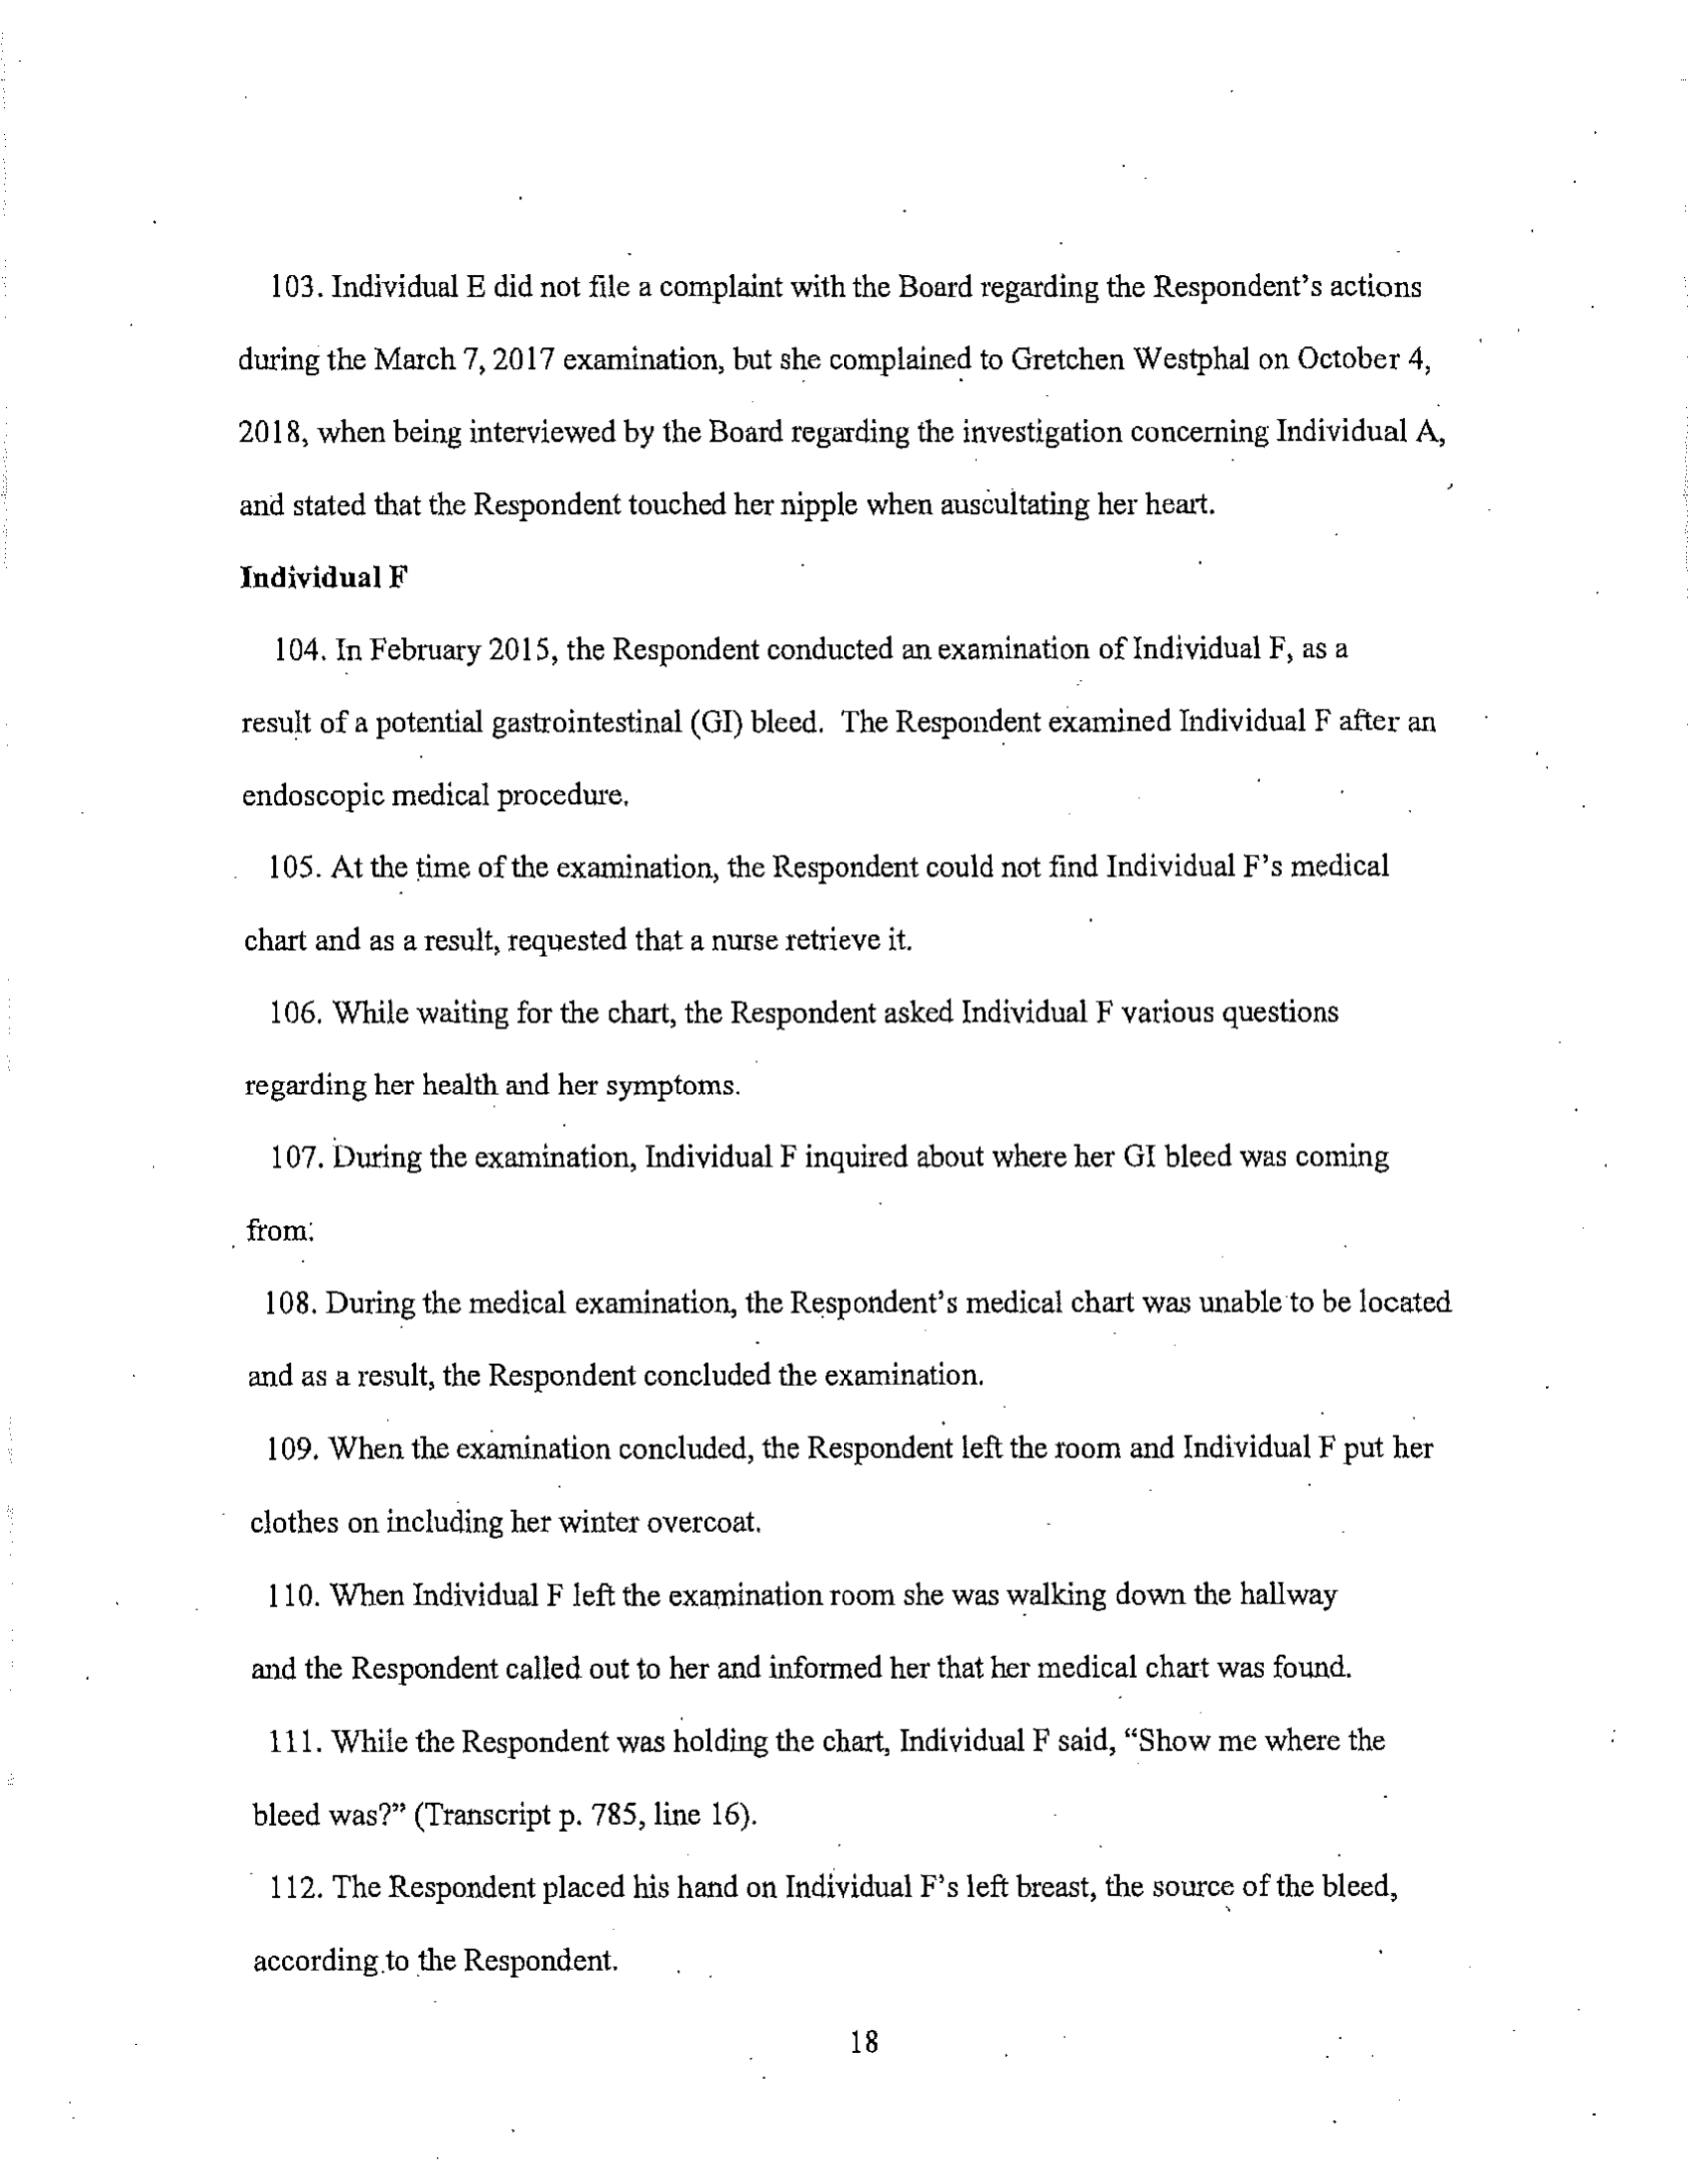 103. Individual E did not file a complaint with the Board regarding the Respondent's actions
during the March 7, 2017 examination, but she complained to Gretchen Westphal on October 4,
2018, when being interviewed by the Board regarding the investigation concerning Individual A,
and stated that the Respondent touched her nipple when auscultating her heart.
Individual F
104. In February 2015, the Respondent conducted an examination of Individual F, as a
result of a potential gastrointestinal (GI) bleed. The Respondent examined Individual F after an
endoscopic medical procedure.
105. At the time of the examination, the Respondent could not find Individual F's medical
chart and as a result, requested that a nurse retrieve it.
106. While waiting for the chart, the Respondent asked Individual F various questions
regarding her health and her symptoms.
107. During the examination, Individual F inquired about where her GI bleed was coming
from.
108. During the medical examination, the Respondent's medical chart was unable to be located
and as a result, the Respondent concluded the examination.
109. When the examination concluded, the Respondent left the room and Individual F put her
clothes on including her winter overcoat.
110. When Individual F left the examination room she was walking down the hallway
and the Respondent called out to her and informed her that her medical chart was found.
111. While the Respondent was holding the chart, Individual F said, “Show me where the
bleed was?” (Transcript p. 785, line 16).
112. The Respondent placed his hand on Individual F's left breast, the source of the bleed,
according to the Respondent.
18